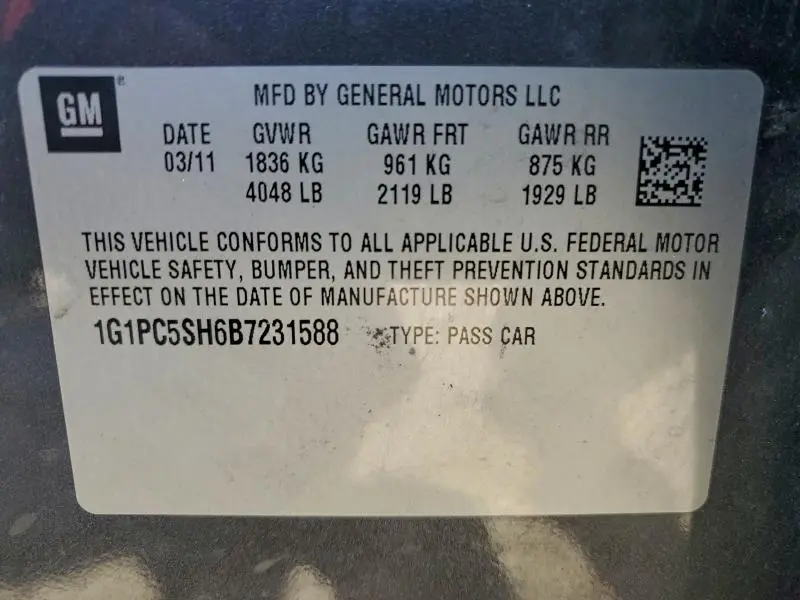 GM®
MFD BY GENERAL MOTORS LLC
DATE GVWR GAWR FRT GAWR RR
03/11 1836 KG 961 KG 875 KG
4048 LB 2119 LB 1929 LB
THIS VEHICLE CONFORMS TO ALL APPLICABLE U.S. FEDERAL MOTOR
VEHICLE SAFETY, BUMPER, AND THEFT PREVENTION STANDARDS IN
EFFECT ON THE DATE OF MANUFACTURE SHOWN ABOVE.
1G1PC5SH6B7231588 TYPE: PASS CAR